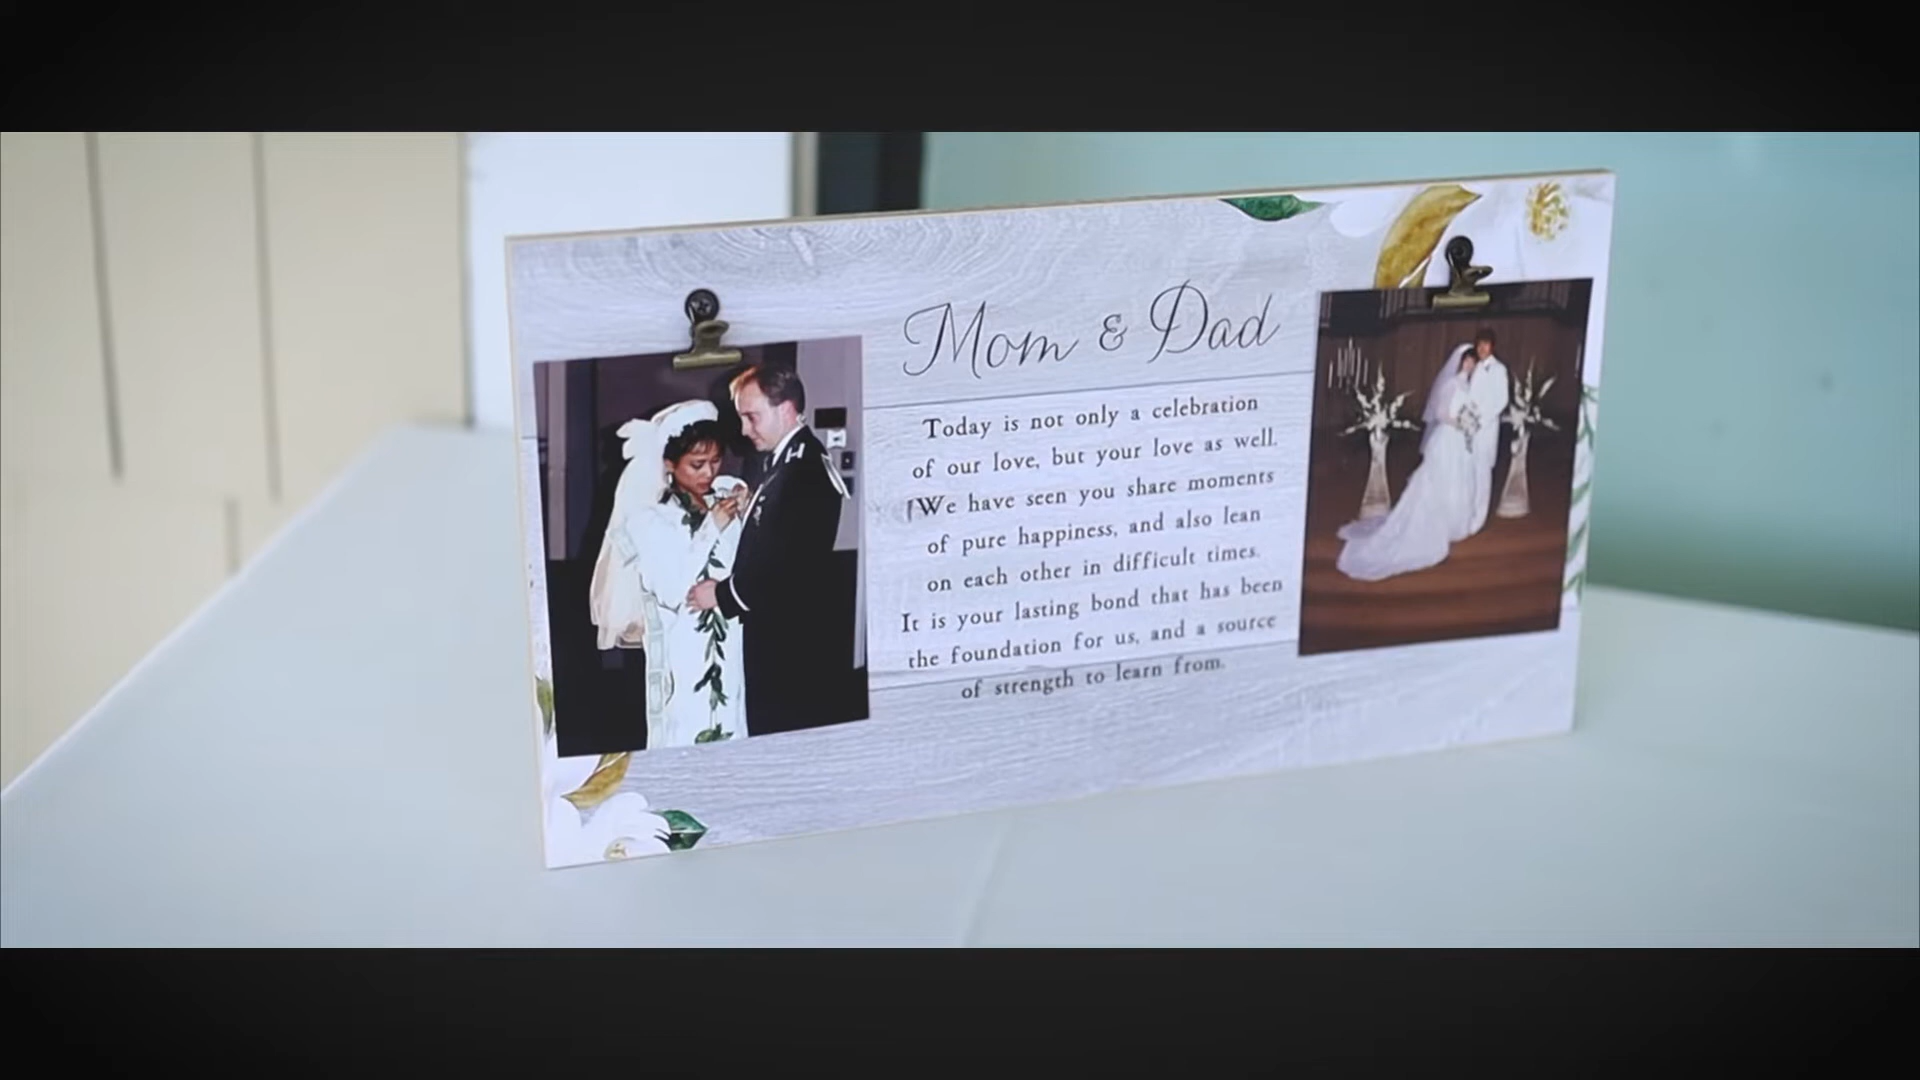 Mom & Dad
Today is not only a celebration
of our love, but your love as well.
We have seen you share moments
of pure happiness, and also lean
on each other in difficult times.
It is your lasting bond that has been
the foundation for us, and a source
of strength to learn from.